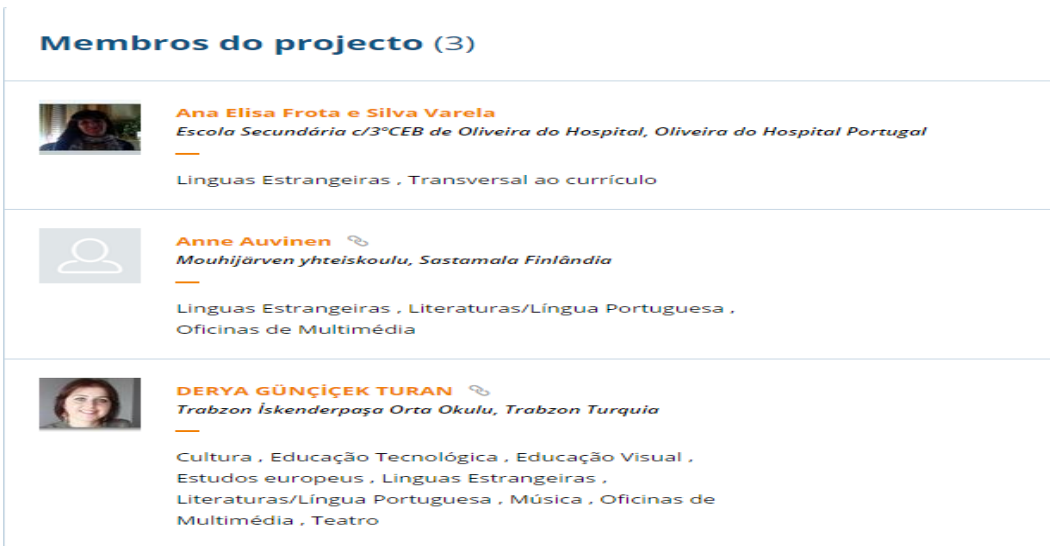 Membros do projecto (3)
Ana Elisa Frota e Silva Varela
Escola Secundária c/3ºCEB de Oliveira do Hospital, Oliveira do Hospital Portugal
Linguas Estrangeiras , Transversal ao currículo
Anne Auvinen
Mouhijärven yhteiskoulu, Sastamala Finlândia
Linguas Estrangeiras , Literaturas/Língua Portuguesa ,
Oficinas de Multimédia
DERYA GÜNÇİÇEK TURAN
Trabzon İskenderpaşa Orta Okulu, Trabzon Turquia
Cultura , Educação Tecnológica , Educação Visual ,
Estudos europeus , Linguas Estrangeiras ,
Literaturas/Língua Portuguesa , Música , Oficinas de
Multimédia , Teatro